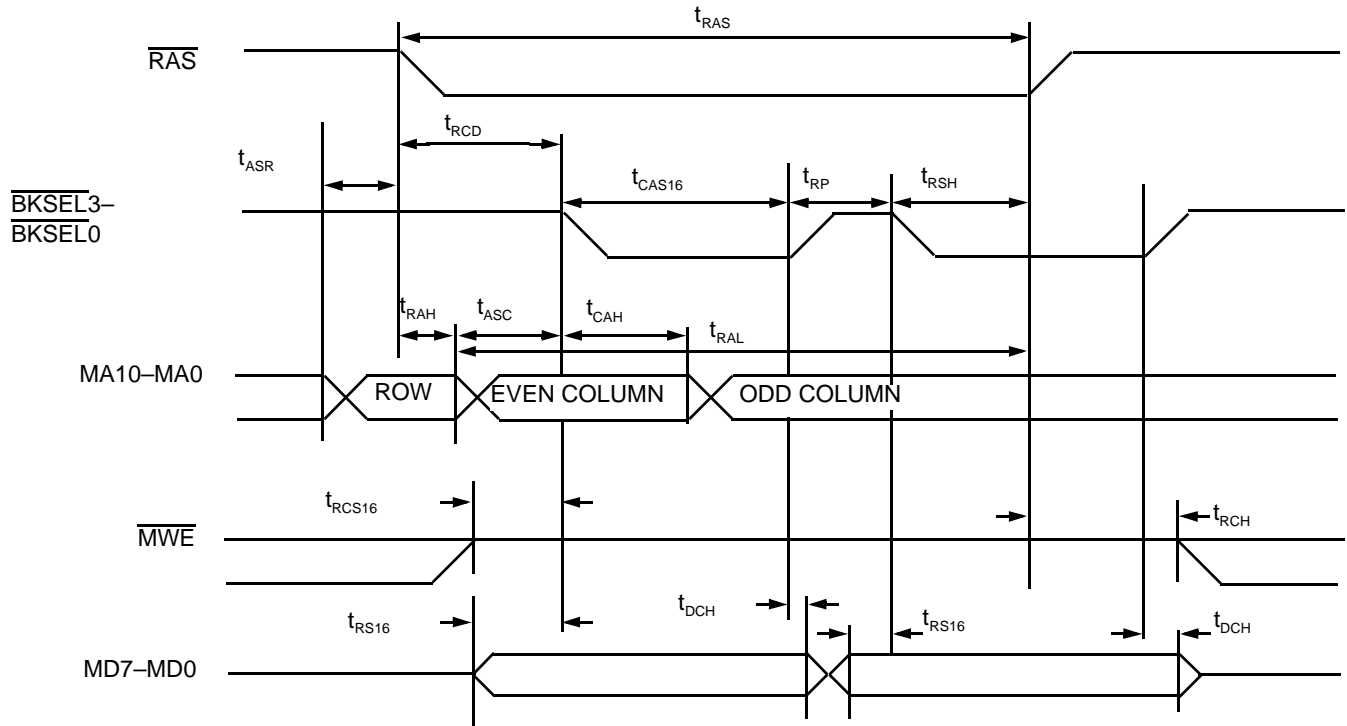 tRAS
RAS
tRCD
tASR
tCAS16
tRP
tRSH
BKSEL3–
BKSEL0
tRAH
tASC
tCAH
tRAL
MA10–MA0
ROW
EVEN COLUMN
ODD COLUMN
tRCS16
tRCH
MWE
tDCH
tRS16
tRS16
tDCH
MD7–MD0